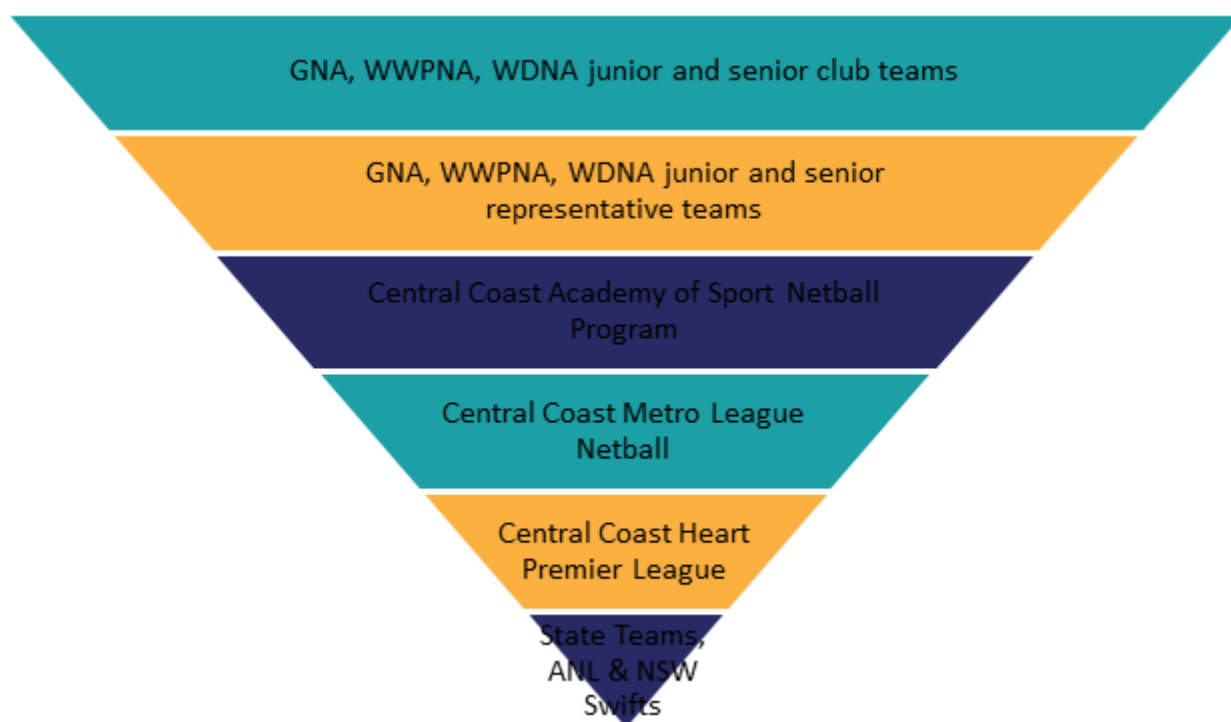 GNA, WWPNA, WDNA junior and senior club teams
GNA, WWPNA, WDNA junior and senior
representative teams
Central Coast Academy of Sport Netball
Program
Central Coast Metro League
Netball
Central Coast Heart
Premier League
State Teams,
ANL & NSW
Swifts